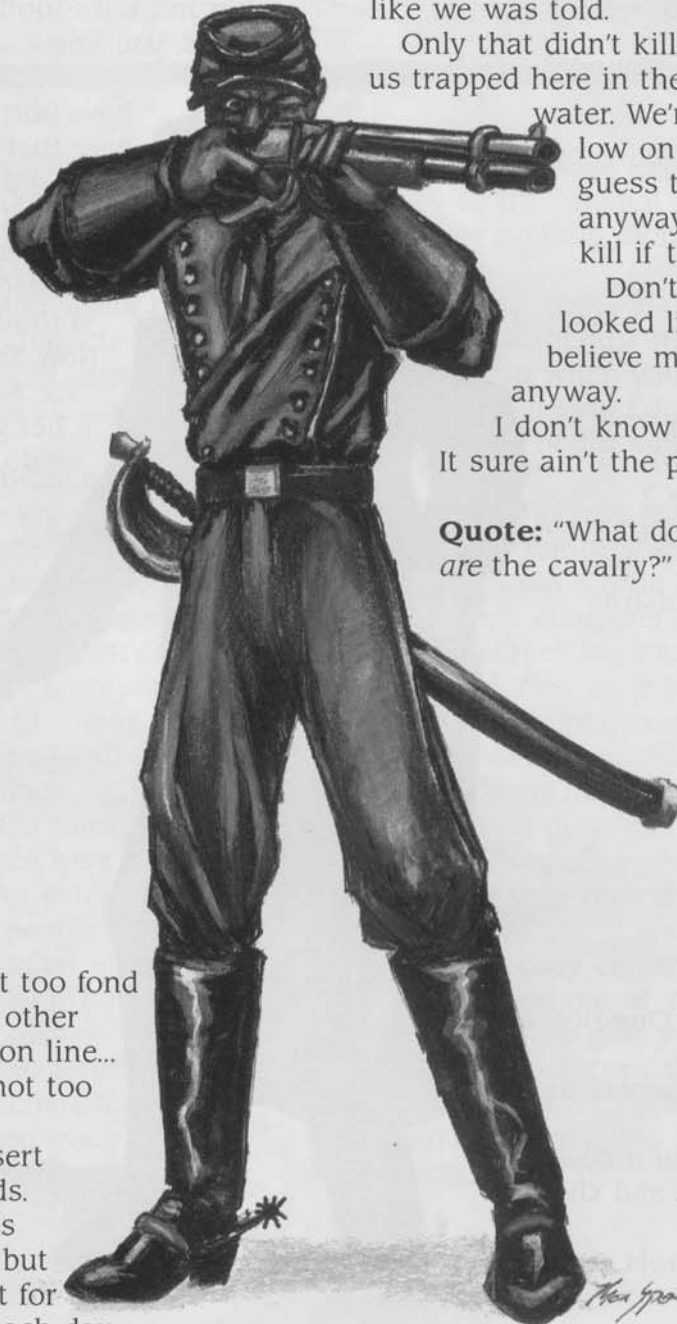 t too fond
other
on line...
not too
sert
ds.
s
but
t for
ach day
like we was told.
Only that didn't kill
us trapped here in the
water. We'r
low on
guess t
anyway
kill if t
Don't
looked li
believe m
anyway.
I don't know
It sure ain't the p
Quote: "What do
are the cavalry?"